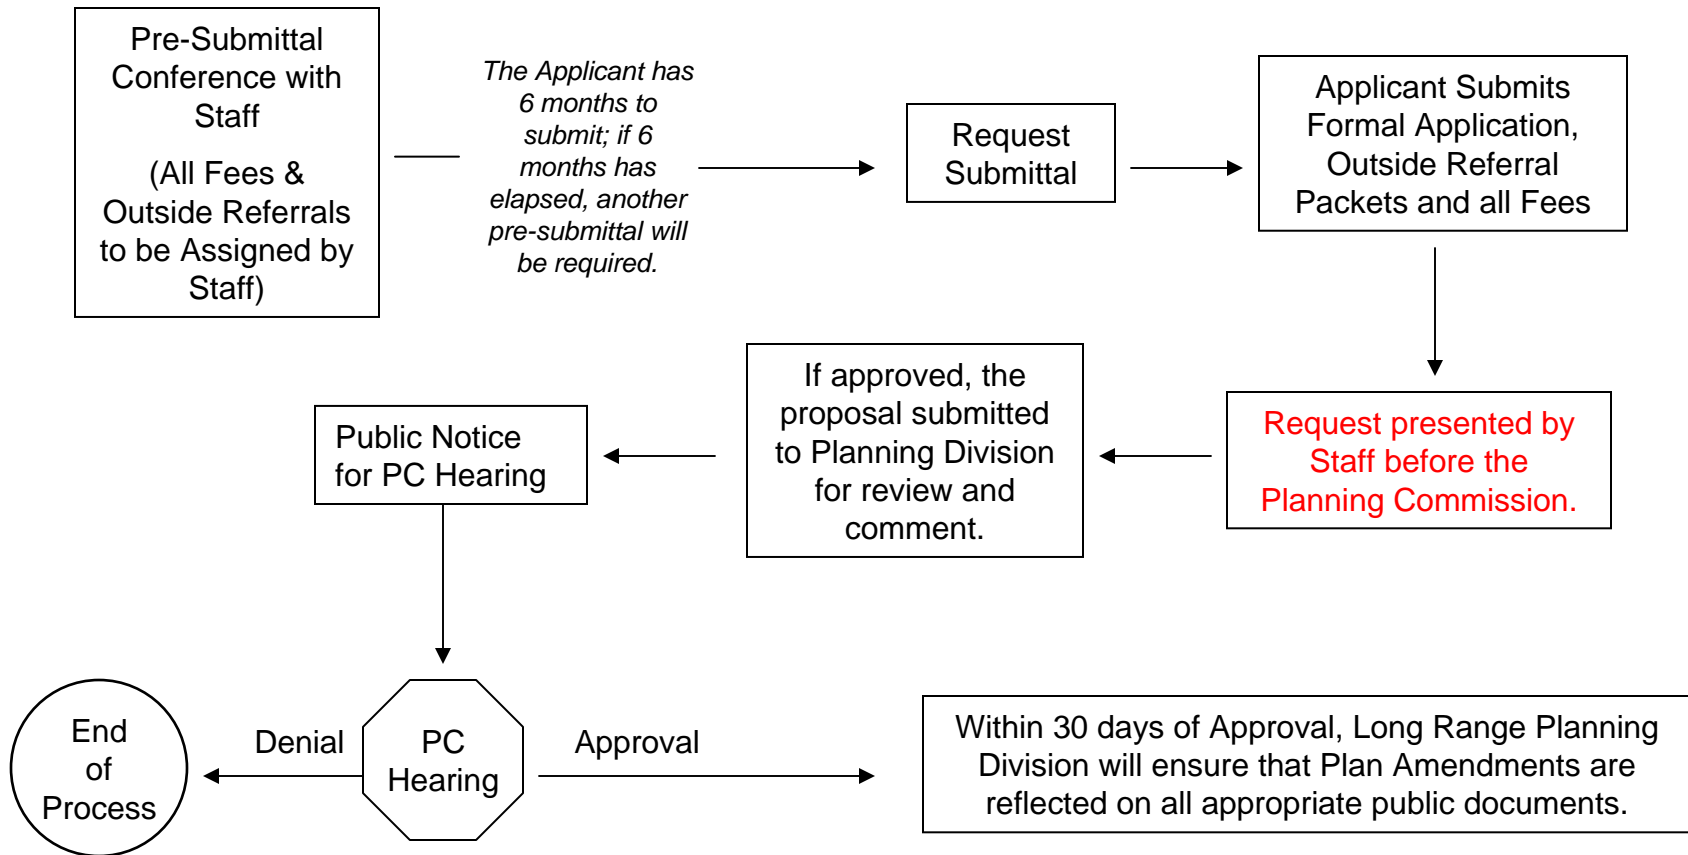 Pre-Submittal
Conference with
Staff
(All Fees &
Outside Referrals
to be Assigned by
Staff)
The Applicant has
6 months to
submit; if 6
months has
elapsed, another
pre-submittal will
be required.
Request
Submittal
Applicant Submits
Formal Application,
Outside Referral
Packets and all Fees
Request presented by
Staff before the
Planning Commission.
If approved, the
proposal submitted
to Planning Division
for review and
comment.
Public Notice
for PC Hearing
PC
Hearing
Denial
End
of
Process
Approval
Within 30 days of Approval, Long Range Planning
Division will ensure that Plan Amendments are
reflected on all appropriate public documents.